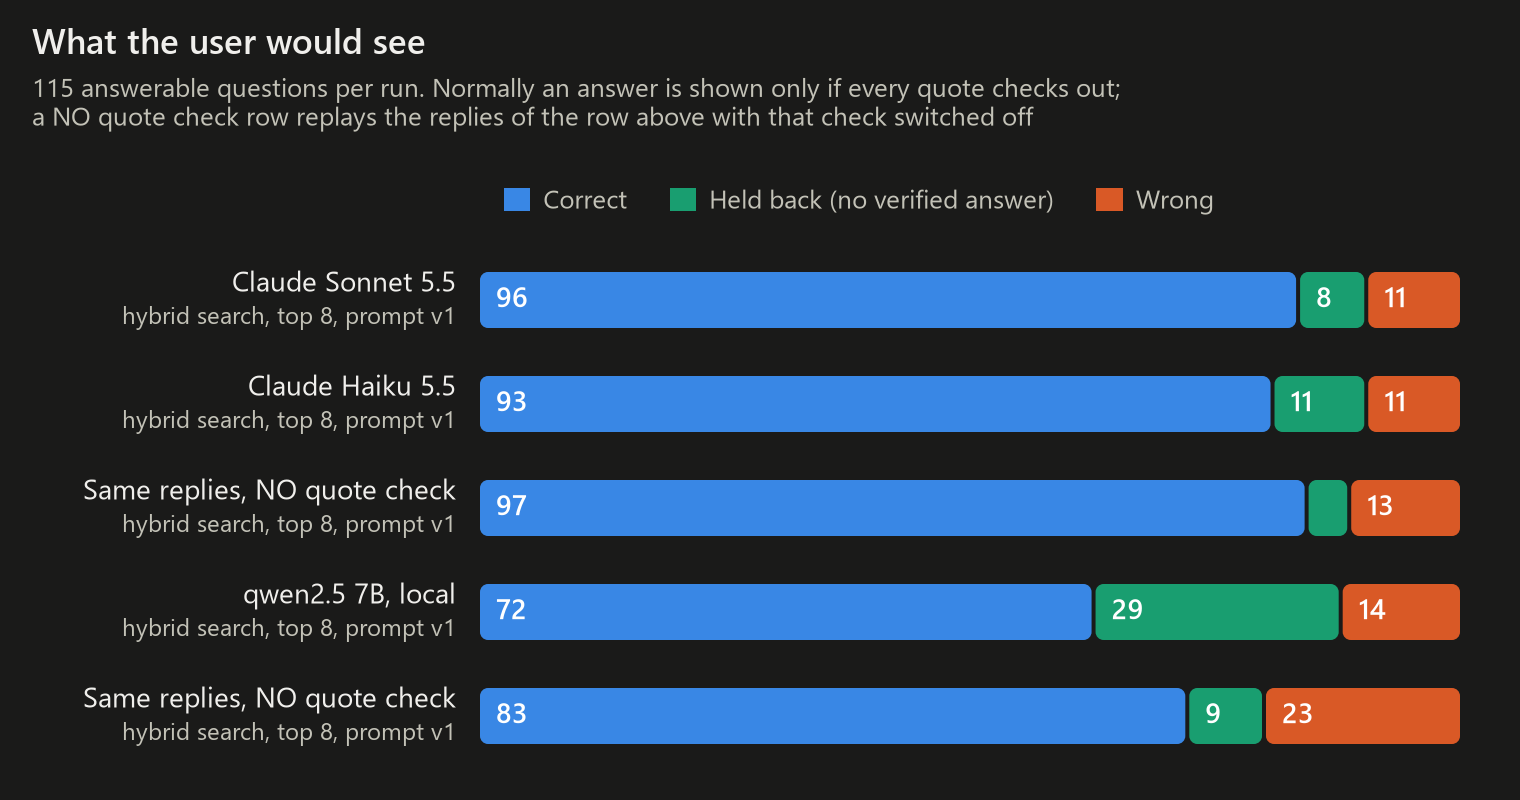 What the user would see
115 answerable questions per run. Normally an answer is shown only if every quote checks out;
a NO quote check row replays the replies of the row above with that check switched off
Correct
Held back (no verified answer)
Wrong
Claude Sonnet 5.5
hybrid search, top 8, prompt v1
96
8
11
Claude Haiku 5.5
hybrid search, top 8, prompt v1
93
11
11
Same replies, NO quote check
hybrid search, top 8, prompt v1
97
13
qwen2.5 7B, local
hybrid search, top 8, prompt v1
72
29
14
Same replies, NO quote check
hybrid search, top 8, prompt v1
83
9
23